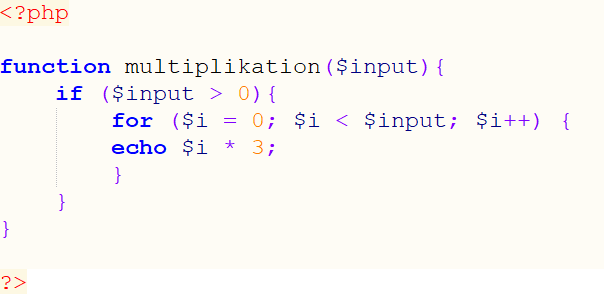 <?php
function multiplikation($input){
if ($input > 0){
for ($i = 0; $i < $input; $i++) {
echo $i * 3;
}
}
}
?>